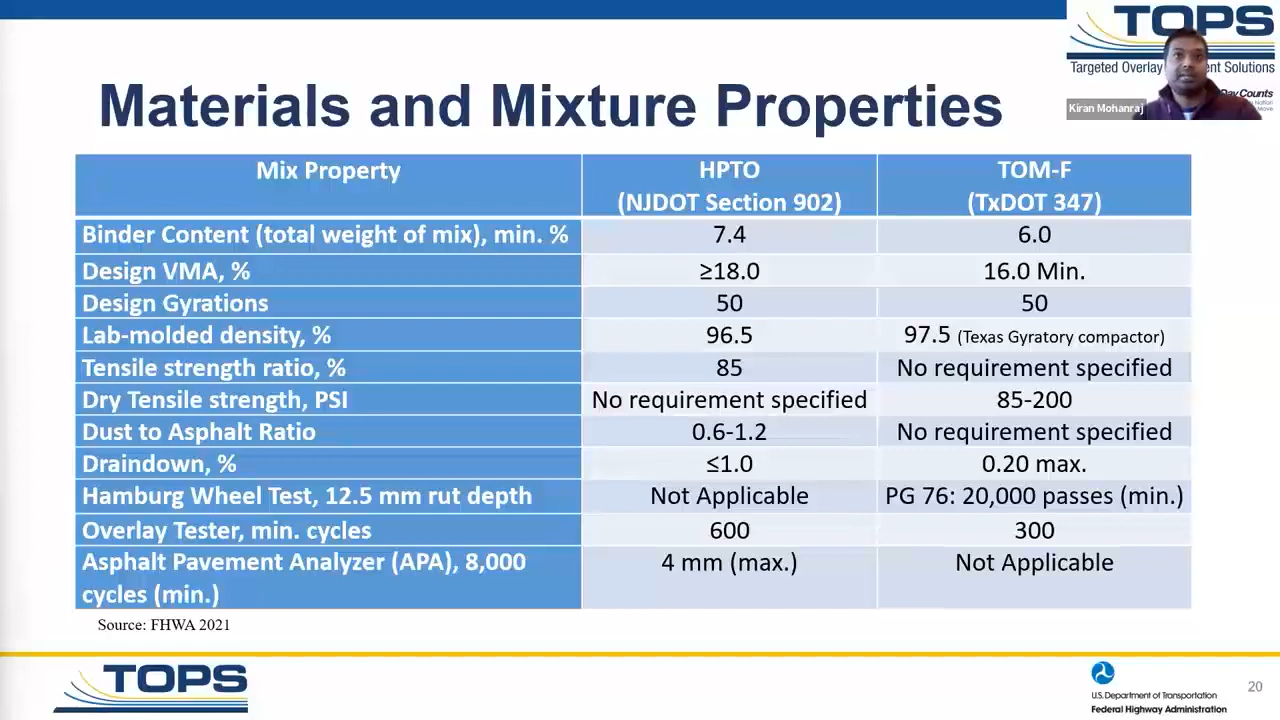 TOPS
Targeted Overlay ent Solutions
Day Counts
Kiran Mohanraj
Materials and Mixture Properties
Mix Property HPTO TOM-F
(NJDOT Section 902) (TxDOT 347)
Binder Content (total weight of mix), min. % 7.4 6.0
Design VMA, % ≥18.0 16.0 Min.
Design Gyrations 50 50
Lab-molded density, % 96.5 97.5 (Texas Gyratory compactor)
Tensile strength ratio, % 85 No requirement specified
Dry Tensile strength, PSI No requirement specified 85-200
Dust to Asphalt Ratio 0.6-1.2 No requirement specified
Draindown, % ≤1.0 0.20 max.
Hamburg Wheel Test, 12.5 mm rut depth Not Applicable PG 76: 20,000 passes (min.)
Overlay Tester, min. cycles 600 300
Asphalt Pavement Analyzer (APA), 8,000 4 mm (max.) Not Applicable
cycles (min.)
Source: FHWA 2021
TOPS
U.S. Department of Transportation
Federal Highway Administration
20